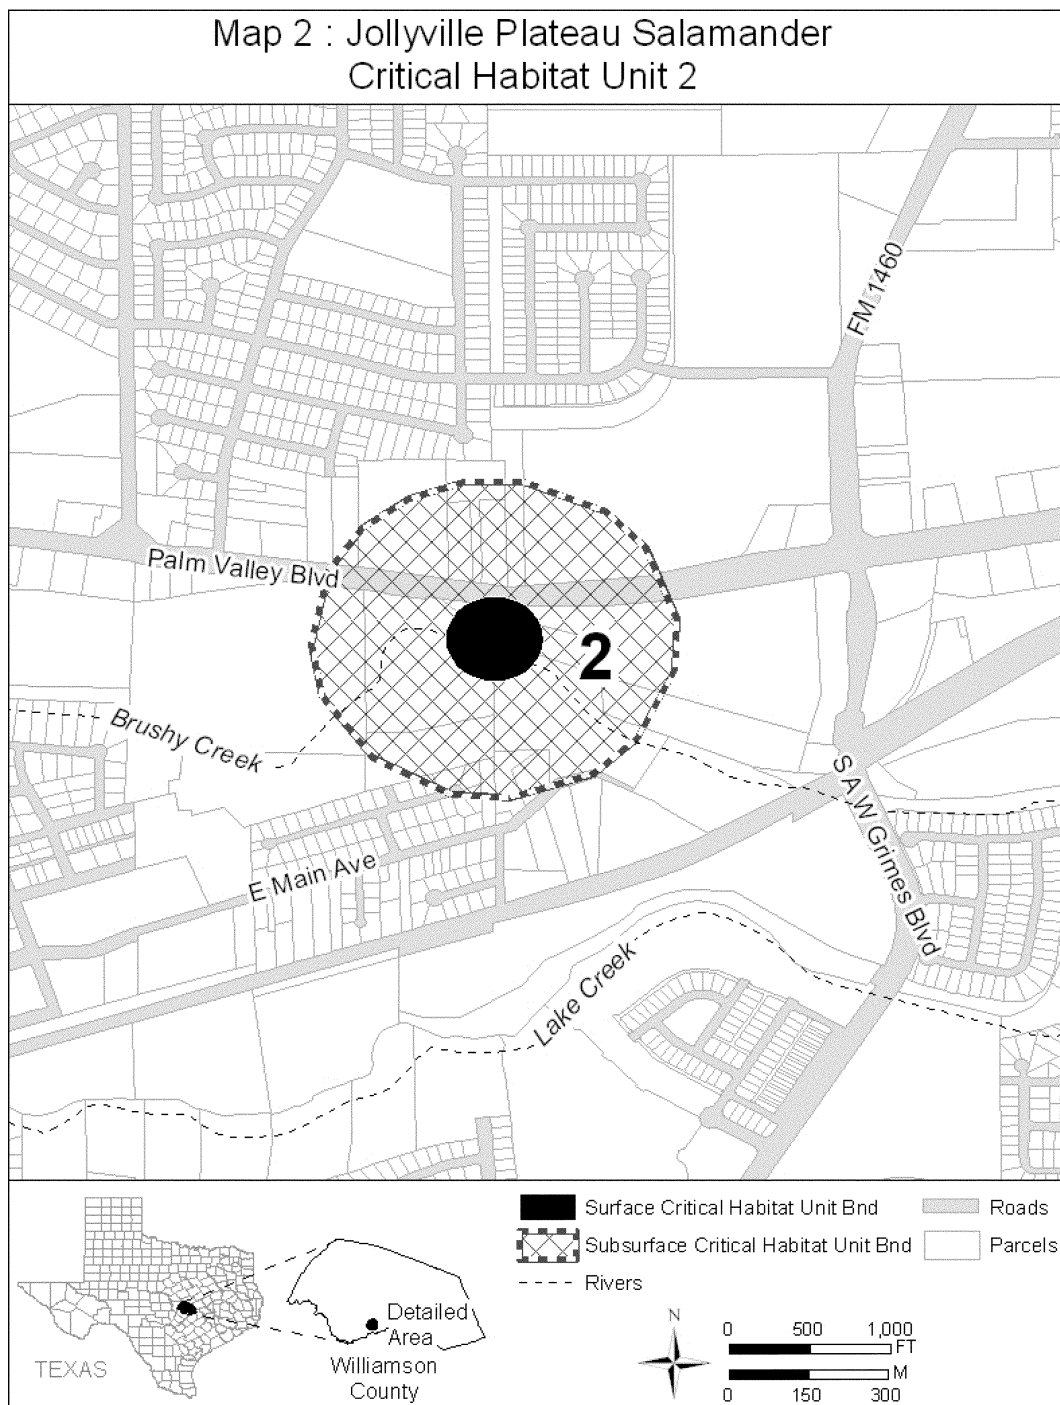 Map 2 : Jollyville Plateau Salamander
Critical Habitat Unit 2
FM 1460
Palm Valley Blvd
2
Brushy Creek
S A W Grimes Blvd
E Main Ave
Lake Creek
Surface Critical Habitat Unit Bnd
Roads
Subsurface Critical Habitat Unit Bnd
Parcels
Rivers
Detailed
Area
TEXAS
Williamson
County
N
0 500 1,000
FT
M
0 150 300